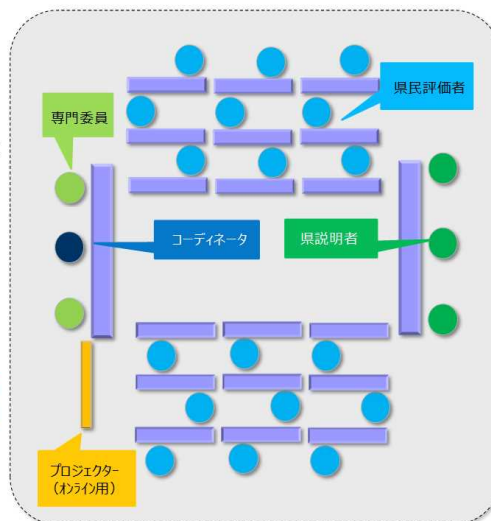 専門委員
県民評価者
コーディネータ
県説明者
プロジェクター
(オンライン用)